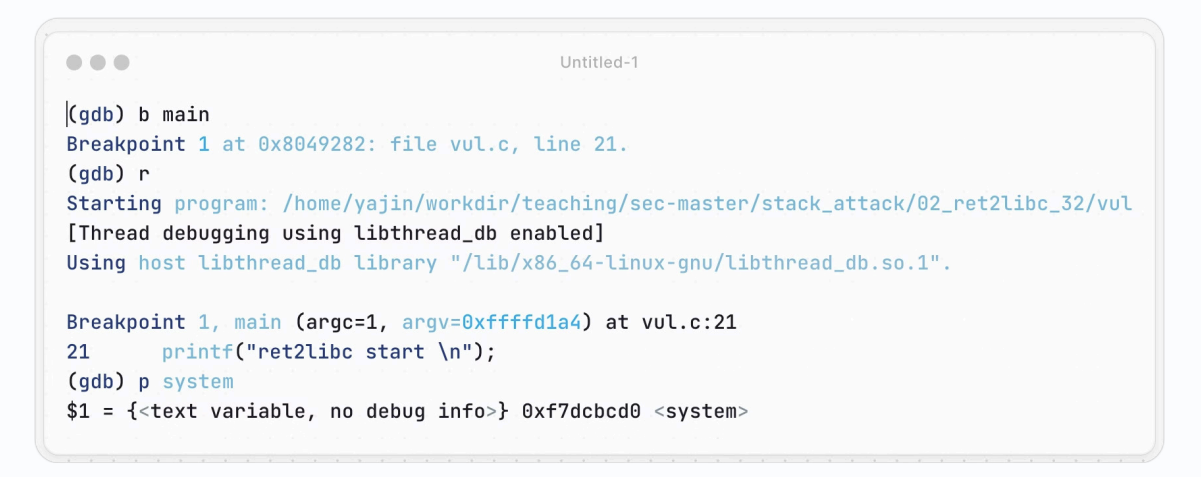 Untitled-1
(gdb) b main
Breakpoint 1 at 0x8049282: file vul.c, line 21.
(gdb) r
Starting program: /home/yajin/workdir/teaching/sec-master/stack_attack/02_ret2libc_32/vul
[Thread debugging using libthread_db enabled]
Using host libthread_db library "/lib/x86_64-linux-gnu/libthread_db.so.1".
Breakpoint 1, main (argc=1, argv=0xffffd1a4) at vul.c:21
21      printf("ret2libc start \n");
(gdb) p system
$1 = {<text variable, no debug info>} 0xf7dcbcd0 <system>